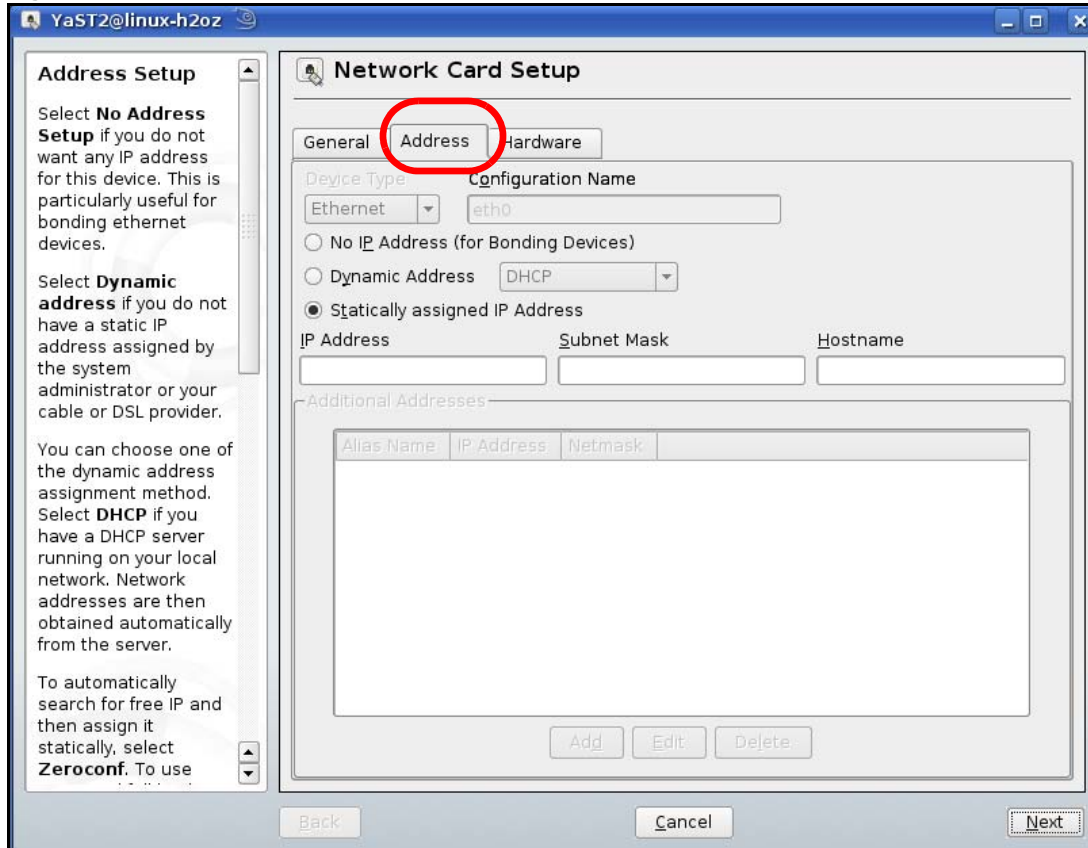 YaST2@linux-h2oz
Address Setup
Select No Address
Setup if you do not
want any IP address
for this device. This is
particularly useful for
bonding ethernet
devices.
Select Dynamic
address if you do not
have a static IP
address assigned by
the system
administrator or your
cable or DSL provider.
You can choose one of
the dynamic address
assignment method.
Select DHCP if you
have a DHCP server
running on your local
network. Network
addresses are then
obtained automatically
from the server.
To automatically
search for free IP and
then assign it
statically, select
Zeroconf. To use
Network Card Setup
General Address Hardware
Device Type Configuration Name
Ethernet eth0
No IP Address (for Bonding Devices)
Dynamic Address DHCP
Statically assigned IP Address
IP Address Subnet Mask Hostname
Additional Addresses
Alias Name IP Address Netmask
Add Edit Delete
Back Cancel Next